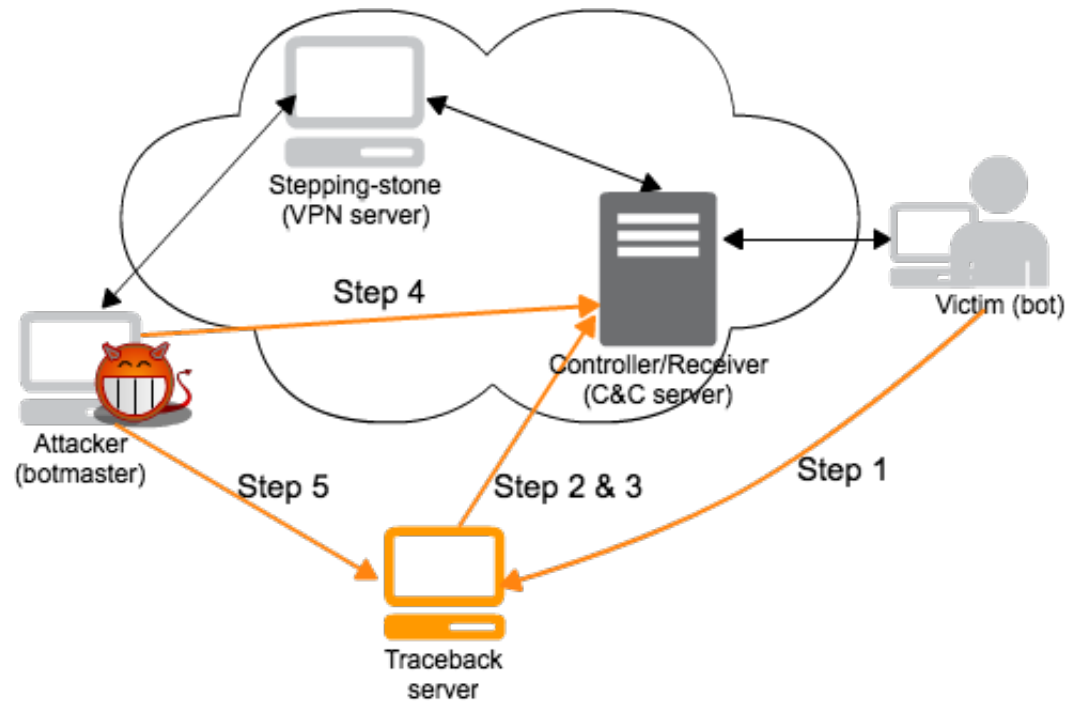 Stepping-stone
(VPN server)
Step 4
Victim (bot)
Controller/Receiver
(C&C server)
Attacker
(botmaster)
Step 5
Step 2 & 3
Step 1
Traceback
server